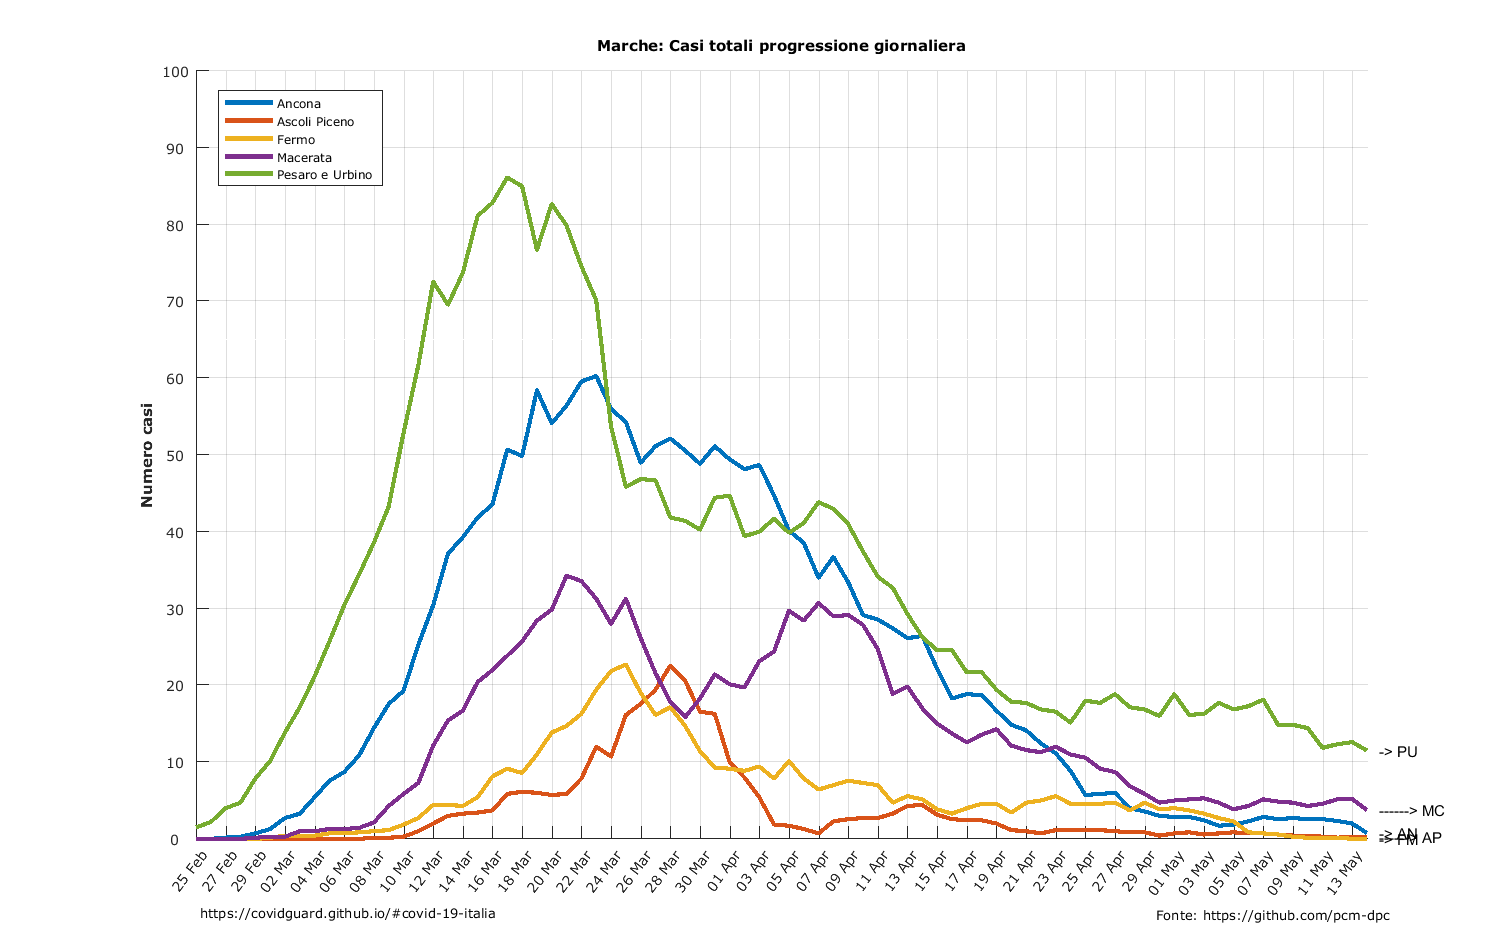 Marche: Casi totali progressione giornaliera
Numero casi
100
90
80
70
60
50
40
30
20
10
0
Ancona
Ascoli Piceno
Fermo
Macerata
Pesaro e Urbino
-> PU
------> MC
-> AN
AP
-> FM
25 Feb
27 Feb
29 Feb
02 Mar
04 Mar
06 Mar
08 Mar
10 Mar
12 Mar
14 Mar
16 Mar
18 Mar
20 Mar
22 Mar
24 Mar
26 Mar
28 Mar
30 Mar
01 Apr
03 Apr
05 Apr
07 Apr
09 Apr
11 Apr
13 Apr
15 Apr
17 Apr
19 Apr
21 Apr
23 Apr
25 Apr
27 Apr
29 Apr
01 May
03 May
05 May
07 May
09 May
11 May
13 May
https://covidguard.github.io/#covid-19-italia
Fonte: https://github.com/pcm-dpc